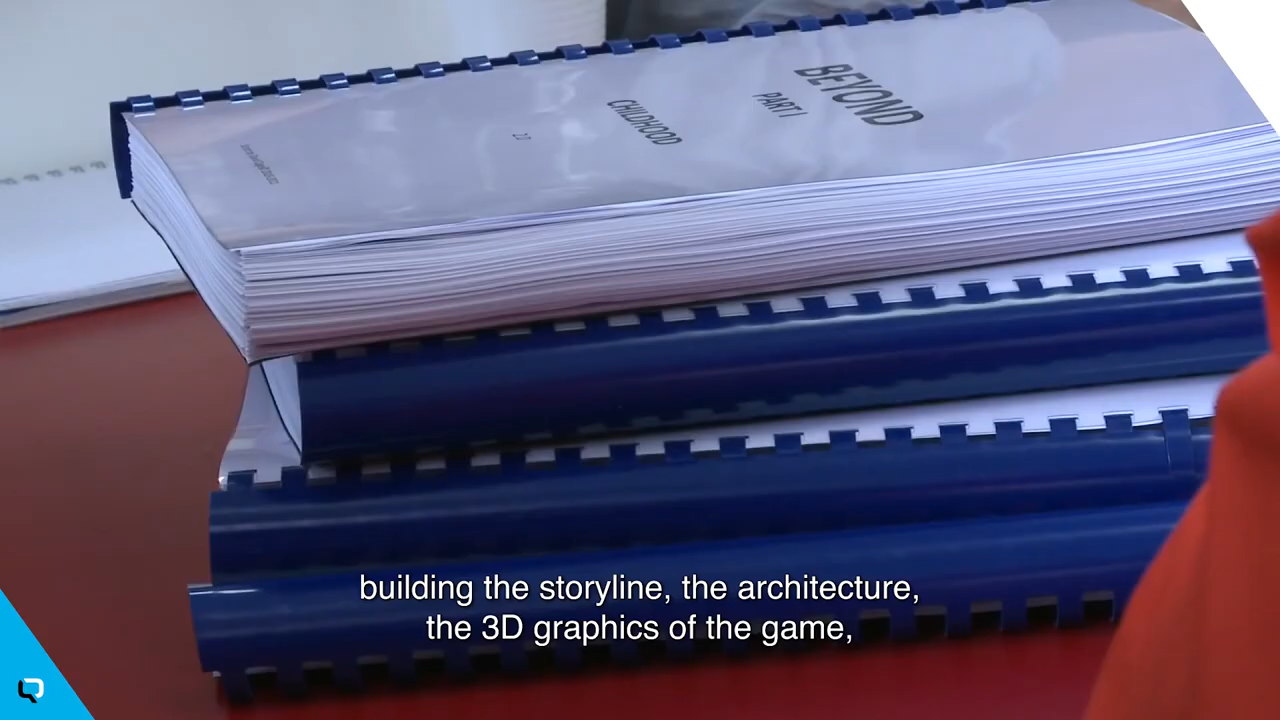 BEYOND
PART I
CHILDHOOD
building the storyline, the architecture,
the 3D graphics of the game,